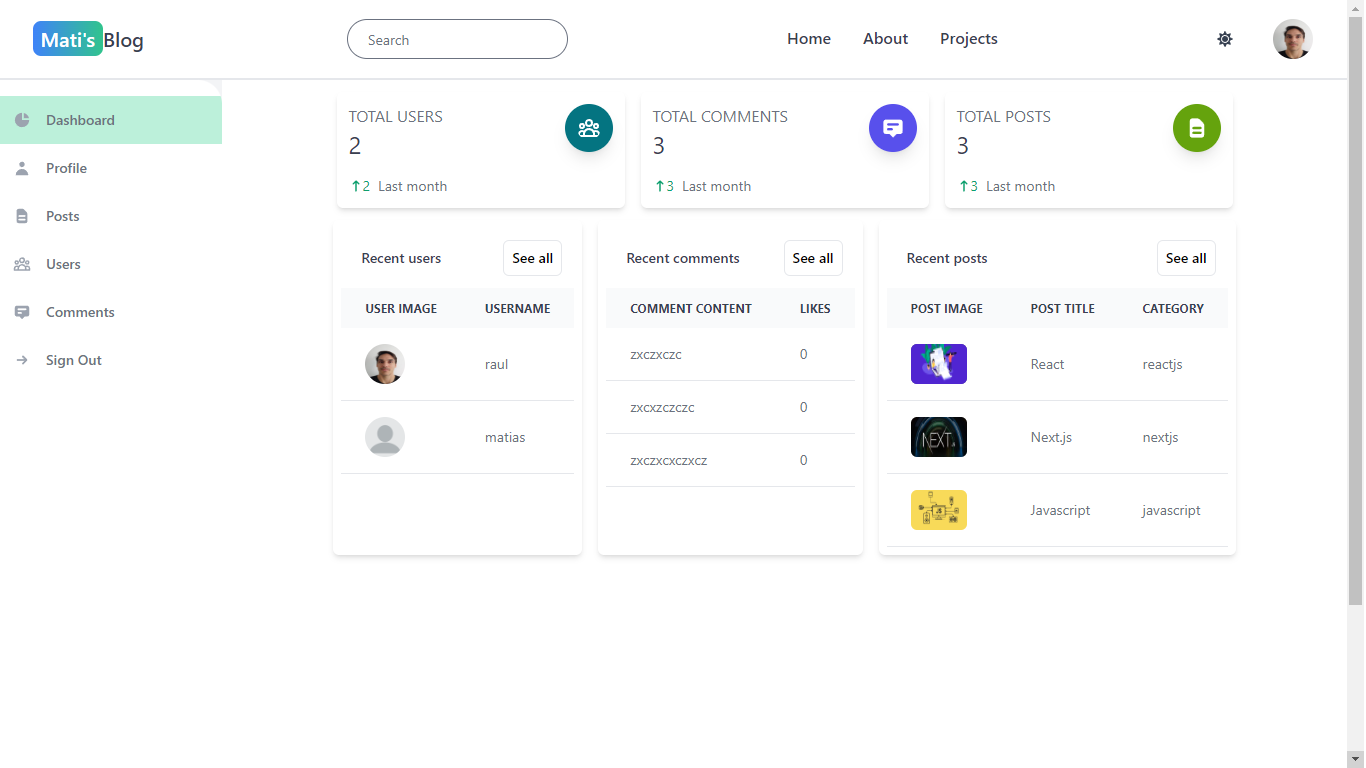 Mati's Blog
Search
Home About Projects
Dashboard
Profile
Posts
Users
Comments
Sign Out
TOTAL USERS
2
2 Last month
TOTAL COMMENTS
3
3 Last month
TOTAL POSTS
3
3 Last month
Recent users See all
USER IMAGE USERNAME
raul
matias
Recent comments See all
COMMENT CONTENT LIKES
zxczxczc 0
zxcxzczczc 0
zxczxcxczxcz 0
Recent posts See all
POST IMAGE POST TITLE CATEGORY
React reactjs
NEXT Next.js nextjs
Javascript javascript